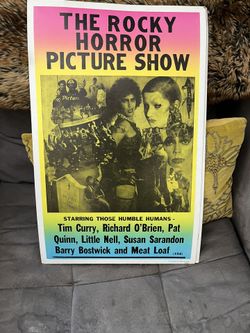 THE ROCKY
HORROR
PICTURE SHOW
STARRING THOSE HUMBLE HUMANS -
Tim Curry, Richard O'Brien, Pat
Quinn, Little Nell, Susan Sarandon
Barry Bostwick and Meat Loaf